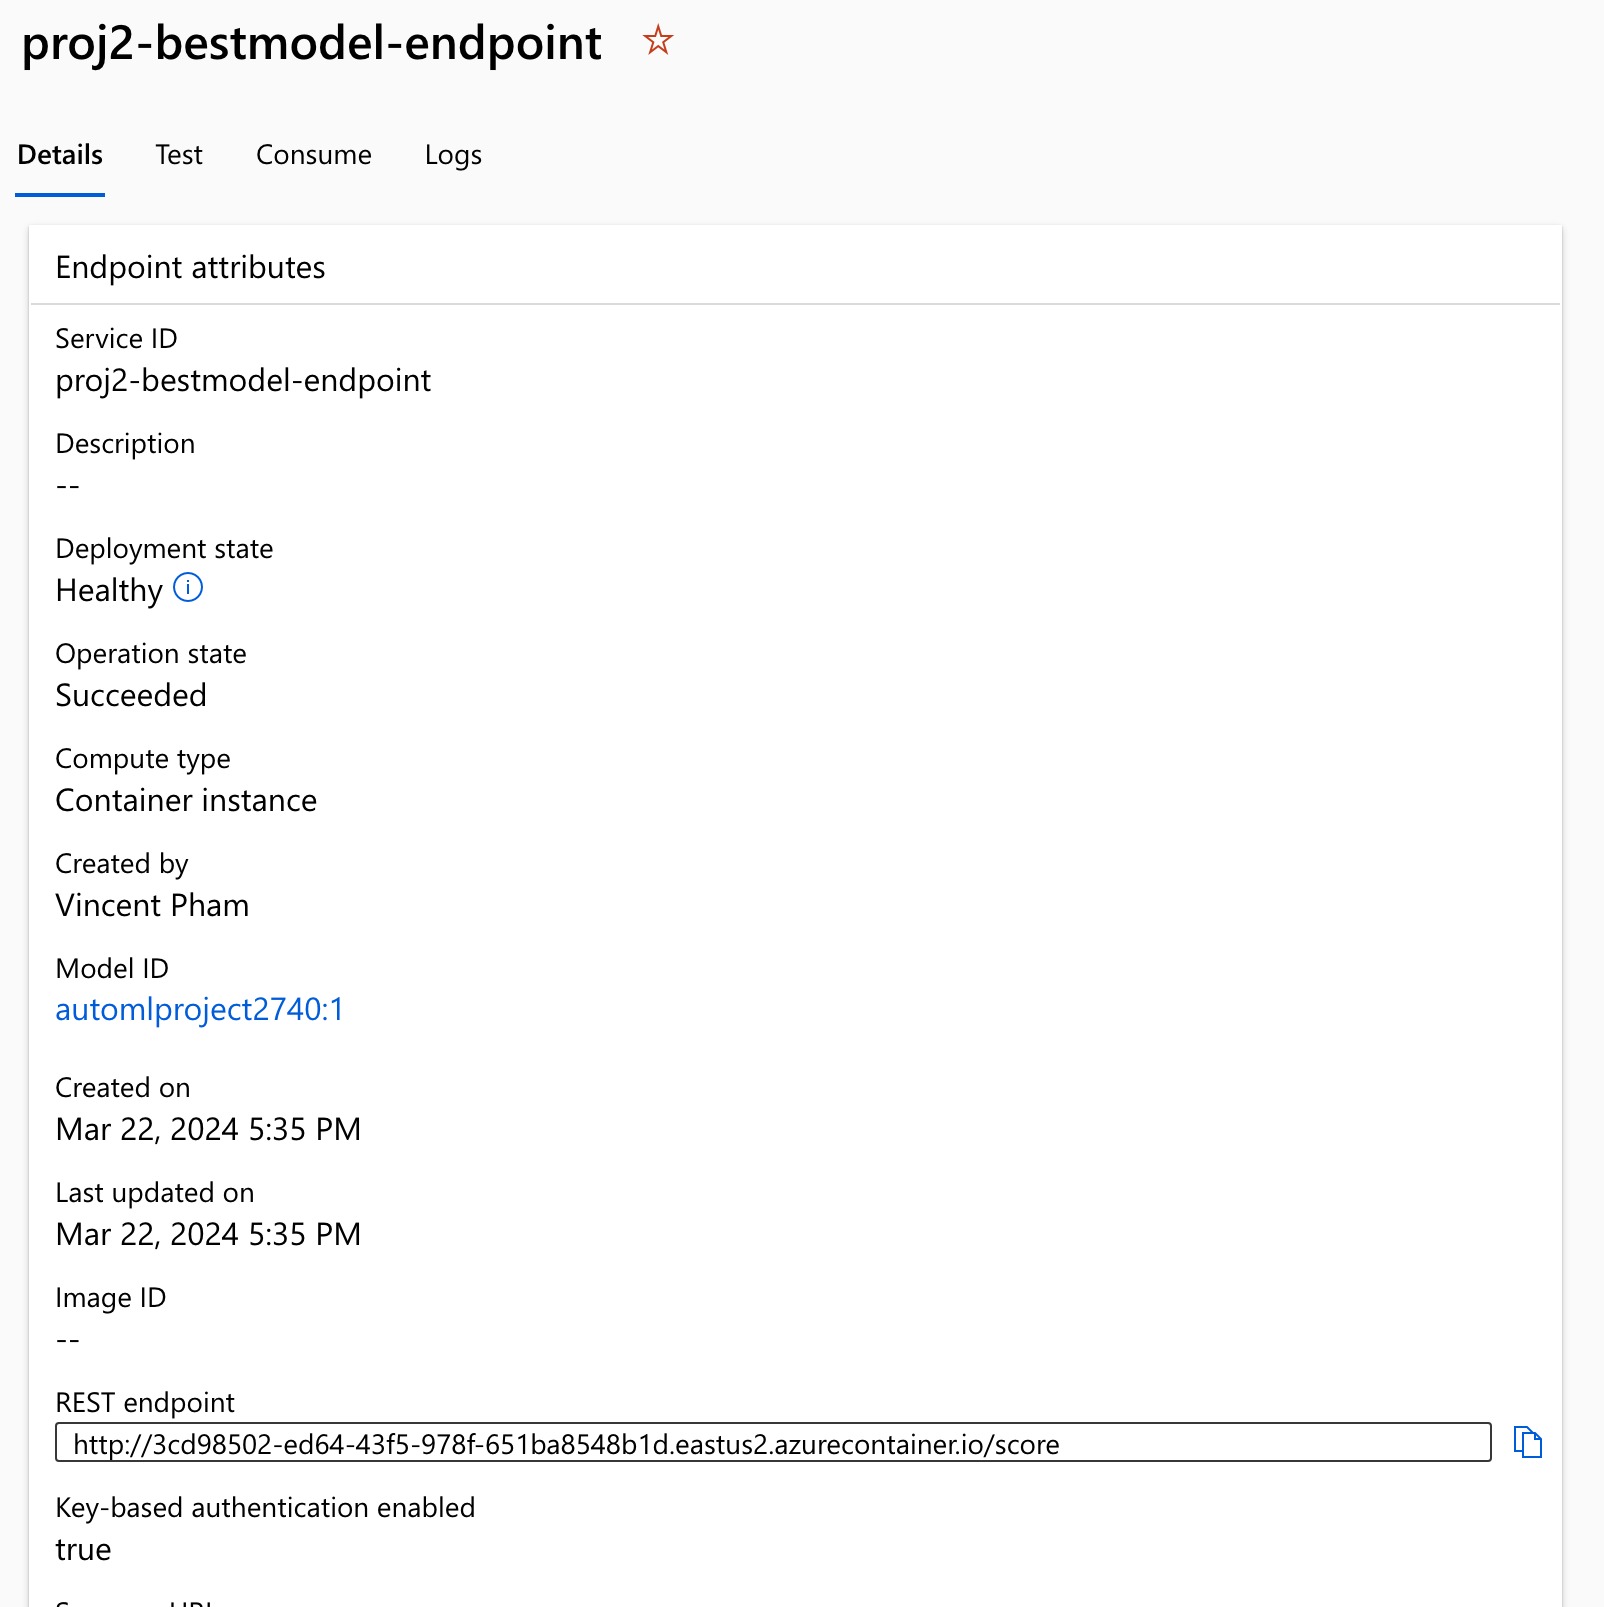 proj2-bestmodel-endpoint
Details Test Consume Logs
Endpoint attributes
Service ID
proj2-bestmodel-endpoint
Description
--
Deployment state
Healthy
Operation state
Succeeded
Compute type
Container instance
Created by
Vincent Pham
Model ID
automlproject2740:1
Created on
Mar 22, 2024 5:35 PM
Last updated on
Mar 22, 2024 5:35 PM
Image ID
--
REST endpoint
http://3cd98502-ed64-43f5-978f-651ba8548b1d.eastus2.azurecontainer.io/score
Key-based authentication enabled
true